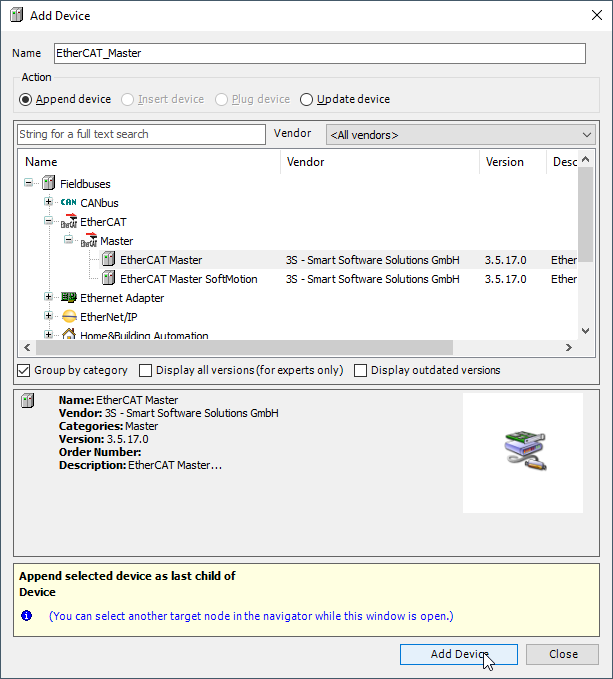 Add Device
Name EtherCAT_Master
Action
Append device Insert device Plug device Update device
String for a full text search Vendor <All vendors>
Name Vendor Version Desc
Fieldbuses
CAN CANbus
EtherCAT EtherCAT
EtherCAT Master
EtherCAT Master 3S - Smart Software Solutions GmbH 3.5.17.0 Ether
EtherCAT Master SoftMotion 3S - Smart Software Solutions GmbH 3.5.17.0 Ether
Ethernet Adapter
EtherNet/IP
Home&Building Automation
Group by category Display all versions (for experts only) Display outdated versions
Name: EtherCAT Master
Vendor: 3S - Smart Software Solutions GmbH
Categories: Master
Version: 3.5.17.0
Order Number:
Description: EtherCAT Master...
Append selected device as last child of
Device
(You can select another target node in the navigator while this window is open.)
Add Device Close